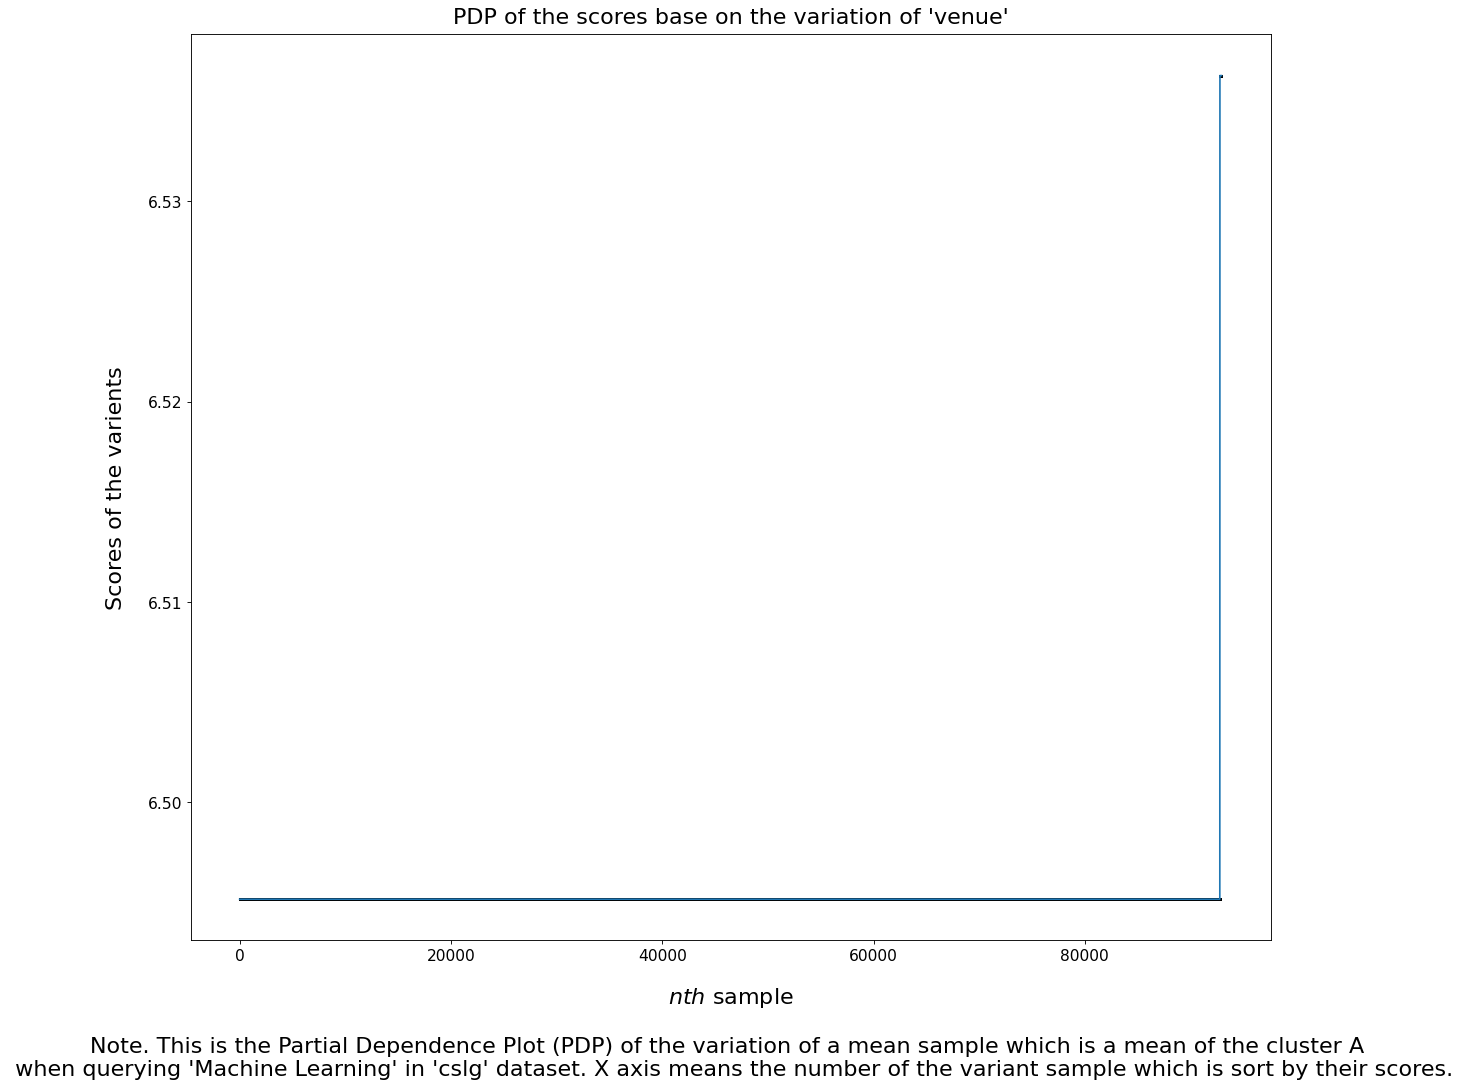 PDP of the scores base on the variation of 'venue'
6.53
6.52
6.51
6.50
Scores of the varients
0 20000 40000 60000 80000
nth sample
Note. This is the Partial Dependence Plot (PDP) of the variation of a mean sample which is a mean of the cluster A
when querying 'Machine Learning' in 'cslg' dataset. X axis means the number of the variant sample which is sort by their scores.